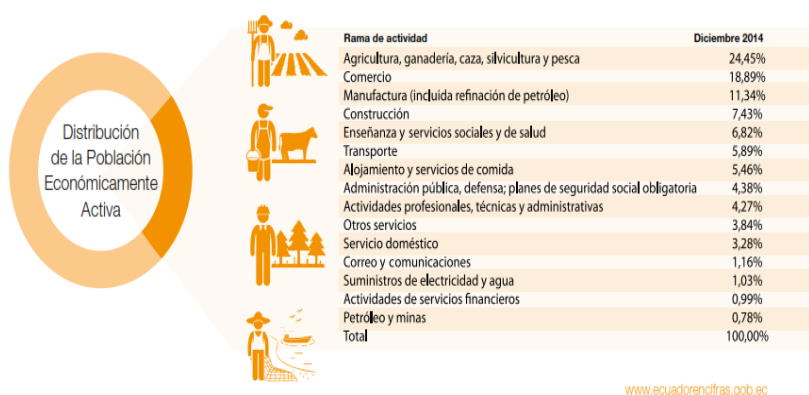 Distribución
de la Población
Económicamente
Activa
Rama de actividad Diciembre 2014
Agricultura, ganadería, caza, silvicultura y pesca 24,45%
Comercio 18,89%
Manufactura (incluida refinación de petróleo) 11,34%
Construcción 7,43%
Enseñanza y servicios sociales y de salud 6,82%
Transporte 5,89%
Alojamiento y servicios de comida 5,46%
Administración pública, defensa; planes de seguridad social obligatoria 4,38%
Actividades profesionales, técnicas y administrativas 4,27%
Otros servicios 3,84%
Servicio doméstico 3,28%
Correo y comunicaciones 1,16%
Suministros de electricidad y agua 1,03%
Actividades de servicios financieros 0,99%
Petróleo y minas 0,78%
Total 100,00%
www.ecuadorencifras.gob.ec